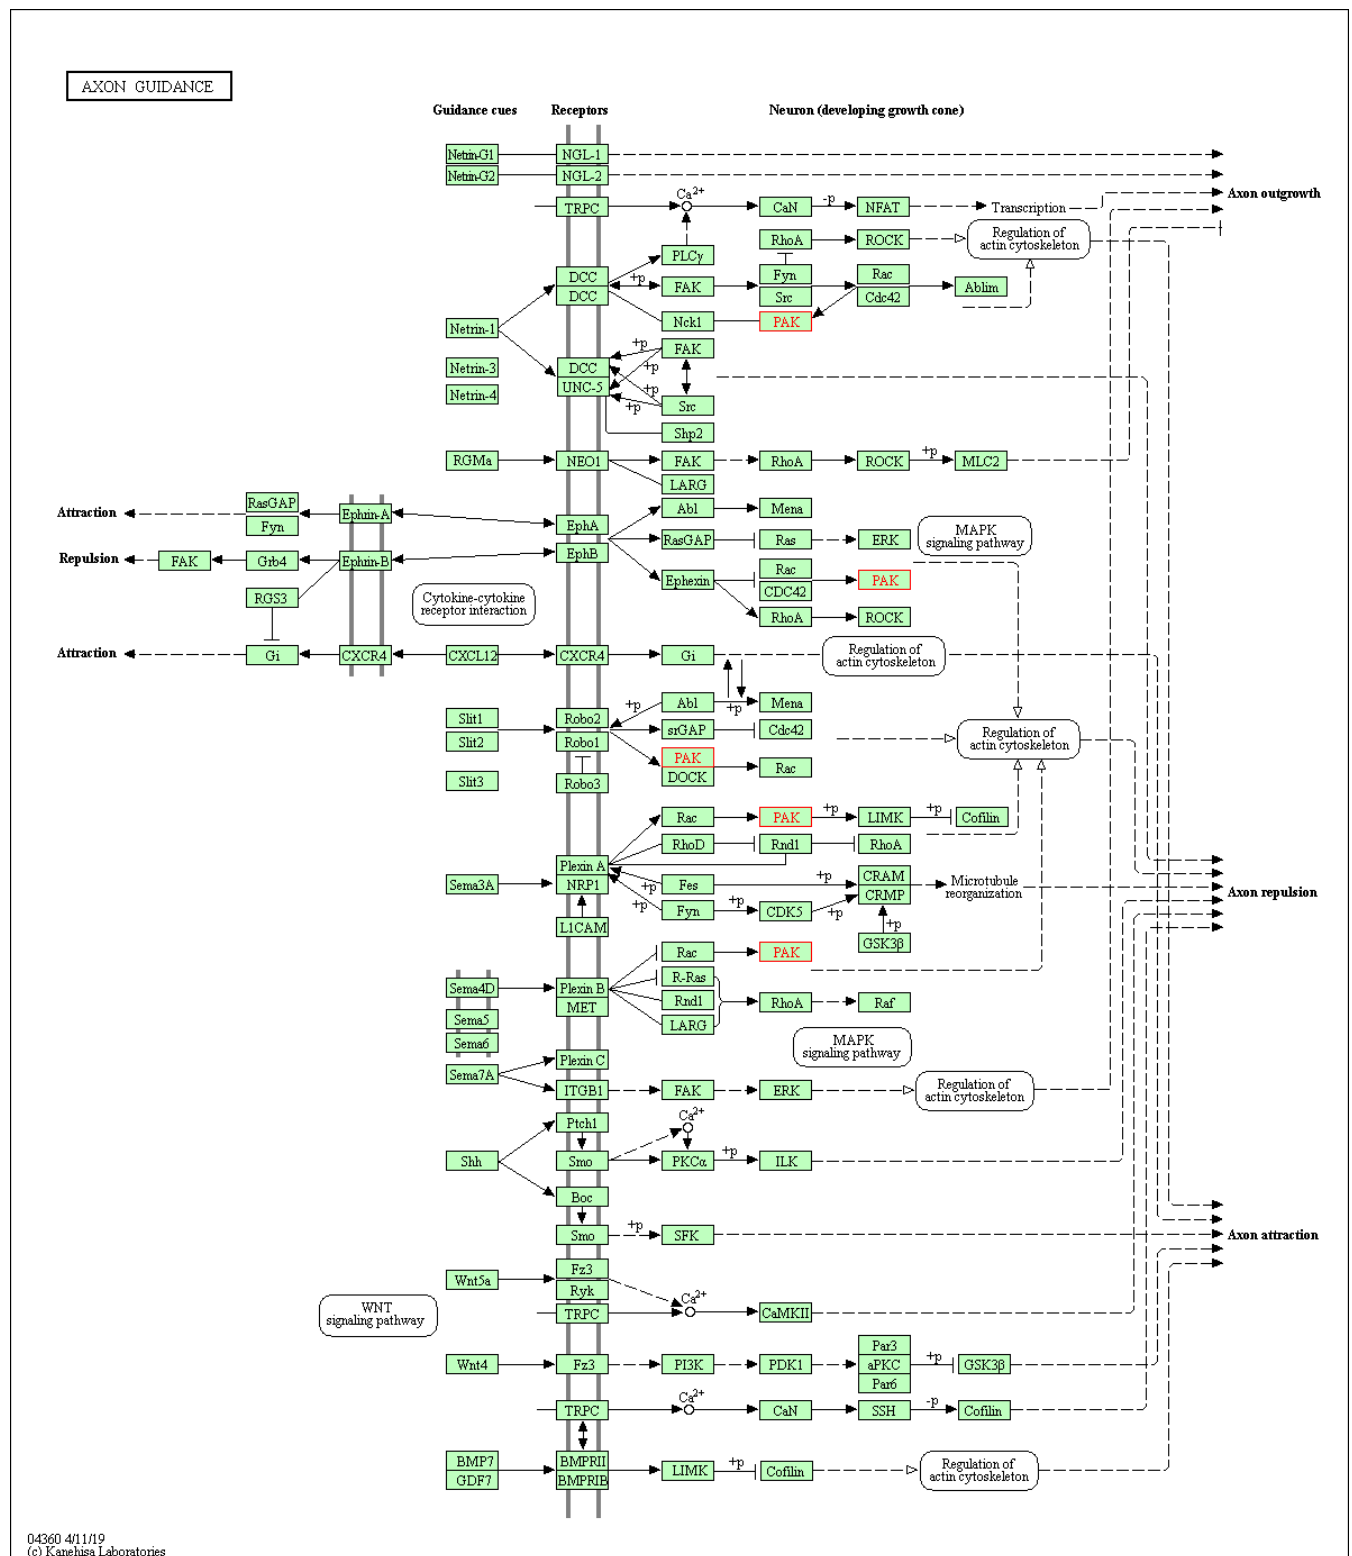 AXON GUIDANCE
Guidance cues Receptors Neuron (developing growth cone)
Netrin-G1 NGL-1
Netrin-G2 NGL-2
Axon outgrowth
Ca2+
TRPC CaN -p NFAT Transcription
RhoA ROCK Regulation of
actin cytoskeleton
PLCγ
DCC +p FAK Fyn Rac Ablim
DCC Src Cdc42
Nck1 PAK
Netrin-1
+p FAK
Netrin-3 DCC +p
UNC-5 +p
Netrin-4 +p Src
Shp2
RGMa NEO1 FAK RhoA ROCK +p MLC2
LARG
Attraction RasGAP Ephrin-A Abl Mena
Fyn EphA
MAPK
signaling pathway
RasGAP Ras ERK
Repulsion FAK Grb4 Ephrin-B EphB
Ephexin Rac PAK
CDC42
RGS3 Cytokine-cytokine
receptor interaction
RhoA ROCK
Attraction Gi CXCR4 CXCL12 CXCR4 Gi Regulation of
actin cytoskeleton
+p Abl +p Mena
Slit1 Robo2 srGAP Cdc42
Slit2 Robo1 Regulation of
actin cytoskeleton
PAK
DOCK Rac
Slit3 Robo3
Rac PAK +p LIMK +p Cofilin
RhoD Rnd1 RhoA
Plexin A
Sema3A NRP1 Fes +p CRAM Microtubule
reorganization
CRMP
Axon repulsion
+p
+p Fyn +p CDK5 +p
L1CAM +p
GSK3β
Rac PAK
R-Ras
Sema4D Plexin B Rnd1 RhoA Raf
MET
Sema5 LARG
Sema6 MAPK
signaling pathway
Plexin C
Sema7A
ITGB1 FAK ERK Regulation of
actin cytoskeleton
Ptch1 Ca2+
Shh Smo PKCα +p ILK
Boc
Smo +p SFK Axon attraction
Wnt5a Fz3
Ryk Ca2+
WNT
signaling pathway
TRPC CaMKII
Par3
Wnt4 Fz3 PI3K PDK1 aPKC +p GSK3β
Par6
Ca2+
TRPC CaN SSH -p Cofilin
BMP7 BMPRII
GDF7 BMPRIB LIMK +p Cofilin Regulation of
actin cytoskeleton
04360 4/11/19
(c) Kanehisa Laboratories